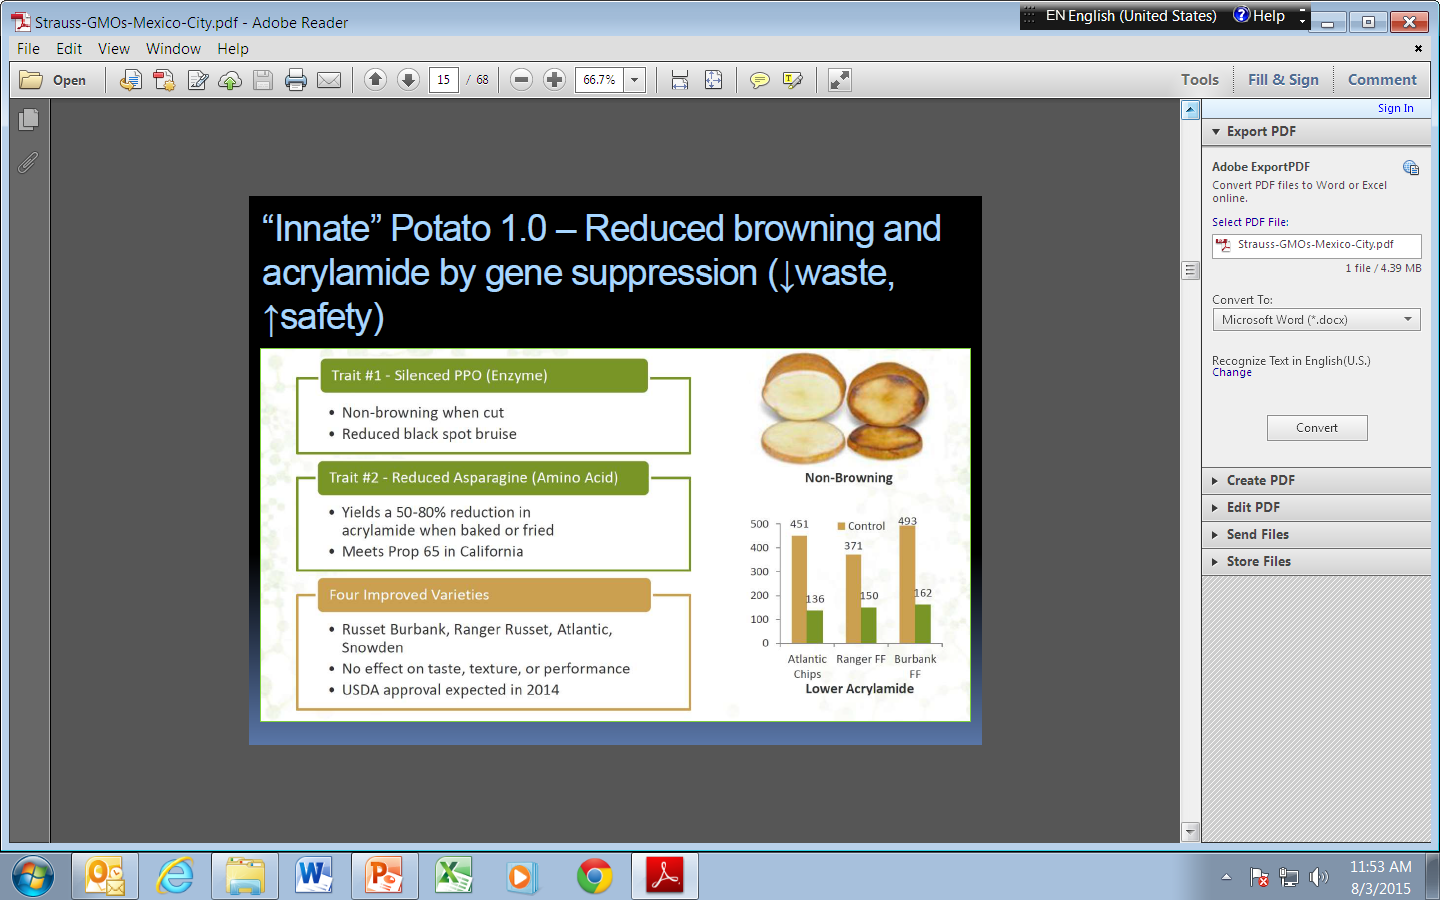 Strauss-GMOs-Mexico-City.pdf - Adobe Reader
EN English (United States) Help
File Edit View Window Help
Open 15 / 68 66.7% Tools Fill & Sign Comment
Sign In
Export PDF
Adobe ExportPDF
Convert PDF files to Word or Excel
online.
Select PDF File:
Strauss-GMOs-Mexico-City.pdf
1 file / 4.39 MB
Convert To:
Microsoft Word (*.docx)
Recognize Text in English(U.S.)
Change
Convert
Create PDF
Edit PDF
Send Files
Store Files
“Innate” Potato 1.0 – Reduced browning and
acrylamide by gene suppression (↓waste,
↑safety)
Trait #1 - Silenced PPO (Enzyme)
• Non-browning when cut
• Reduced black spot bruise
Trait #2 - Reduced Asparagine (Amino Acid)
• Yields a 50-80% reduction in
acrylamide when baked or fried
• Meets Prop 65 in California
Four Improved Varieties
• Russet Burbank, Ranger Russet, Atlantic,
Snowden
• No effect on taste, texture, or performance
• USDA approval expected in 2014
Non-Browning
500 451 Control 493
400 371
300
200 136 150 162
100
0
Atlantic Ranger FF Burbank
Chips FF
Lower Acrylamide
11:53 AM
8/3/2015